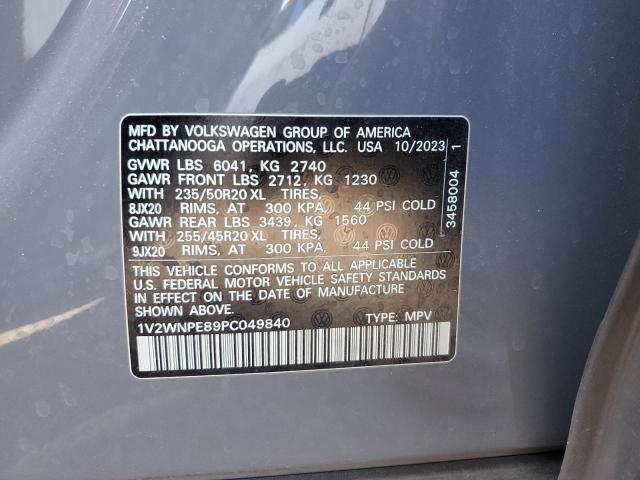 MFD BY VOLKSWAGEN GROUP OF AMERICA
CHATTANOOGA OPERATIONS, LLC. USA 10/2023
GVWR LBS 6041, KG 2740
GAWR FRONT LBS 2712, KG 1230
WITH 235/50R20 XL TIRES,
8JX20 RIMS, AT 300 KPA, 44 PSI COLD
GAWR REAR LBS 3439, KG 1560
WITH 255/45R20 XL TIRES,
9JX20 RIMS, AT 300 KPA, 44 PSI COLD
THIS VEHICLE CONFORMS TO ALL APPLICABLE
U.S. FEDERAL MOTOR VEHICLE SAFETY STANDARDS
IN EFFECT ON THE DATE OF MANUFACTURE
SHOWN ABOVE.
1V2WNPE89PC049840 TYPE: MPV
3458004 1